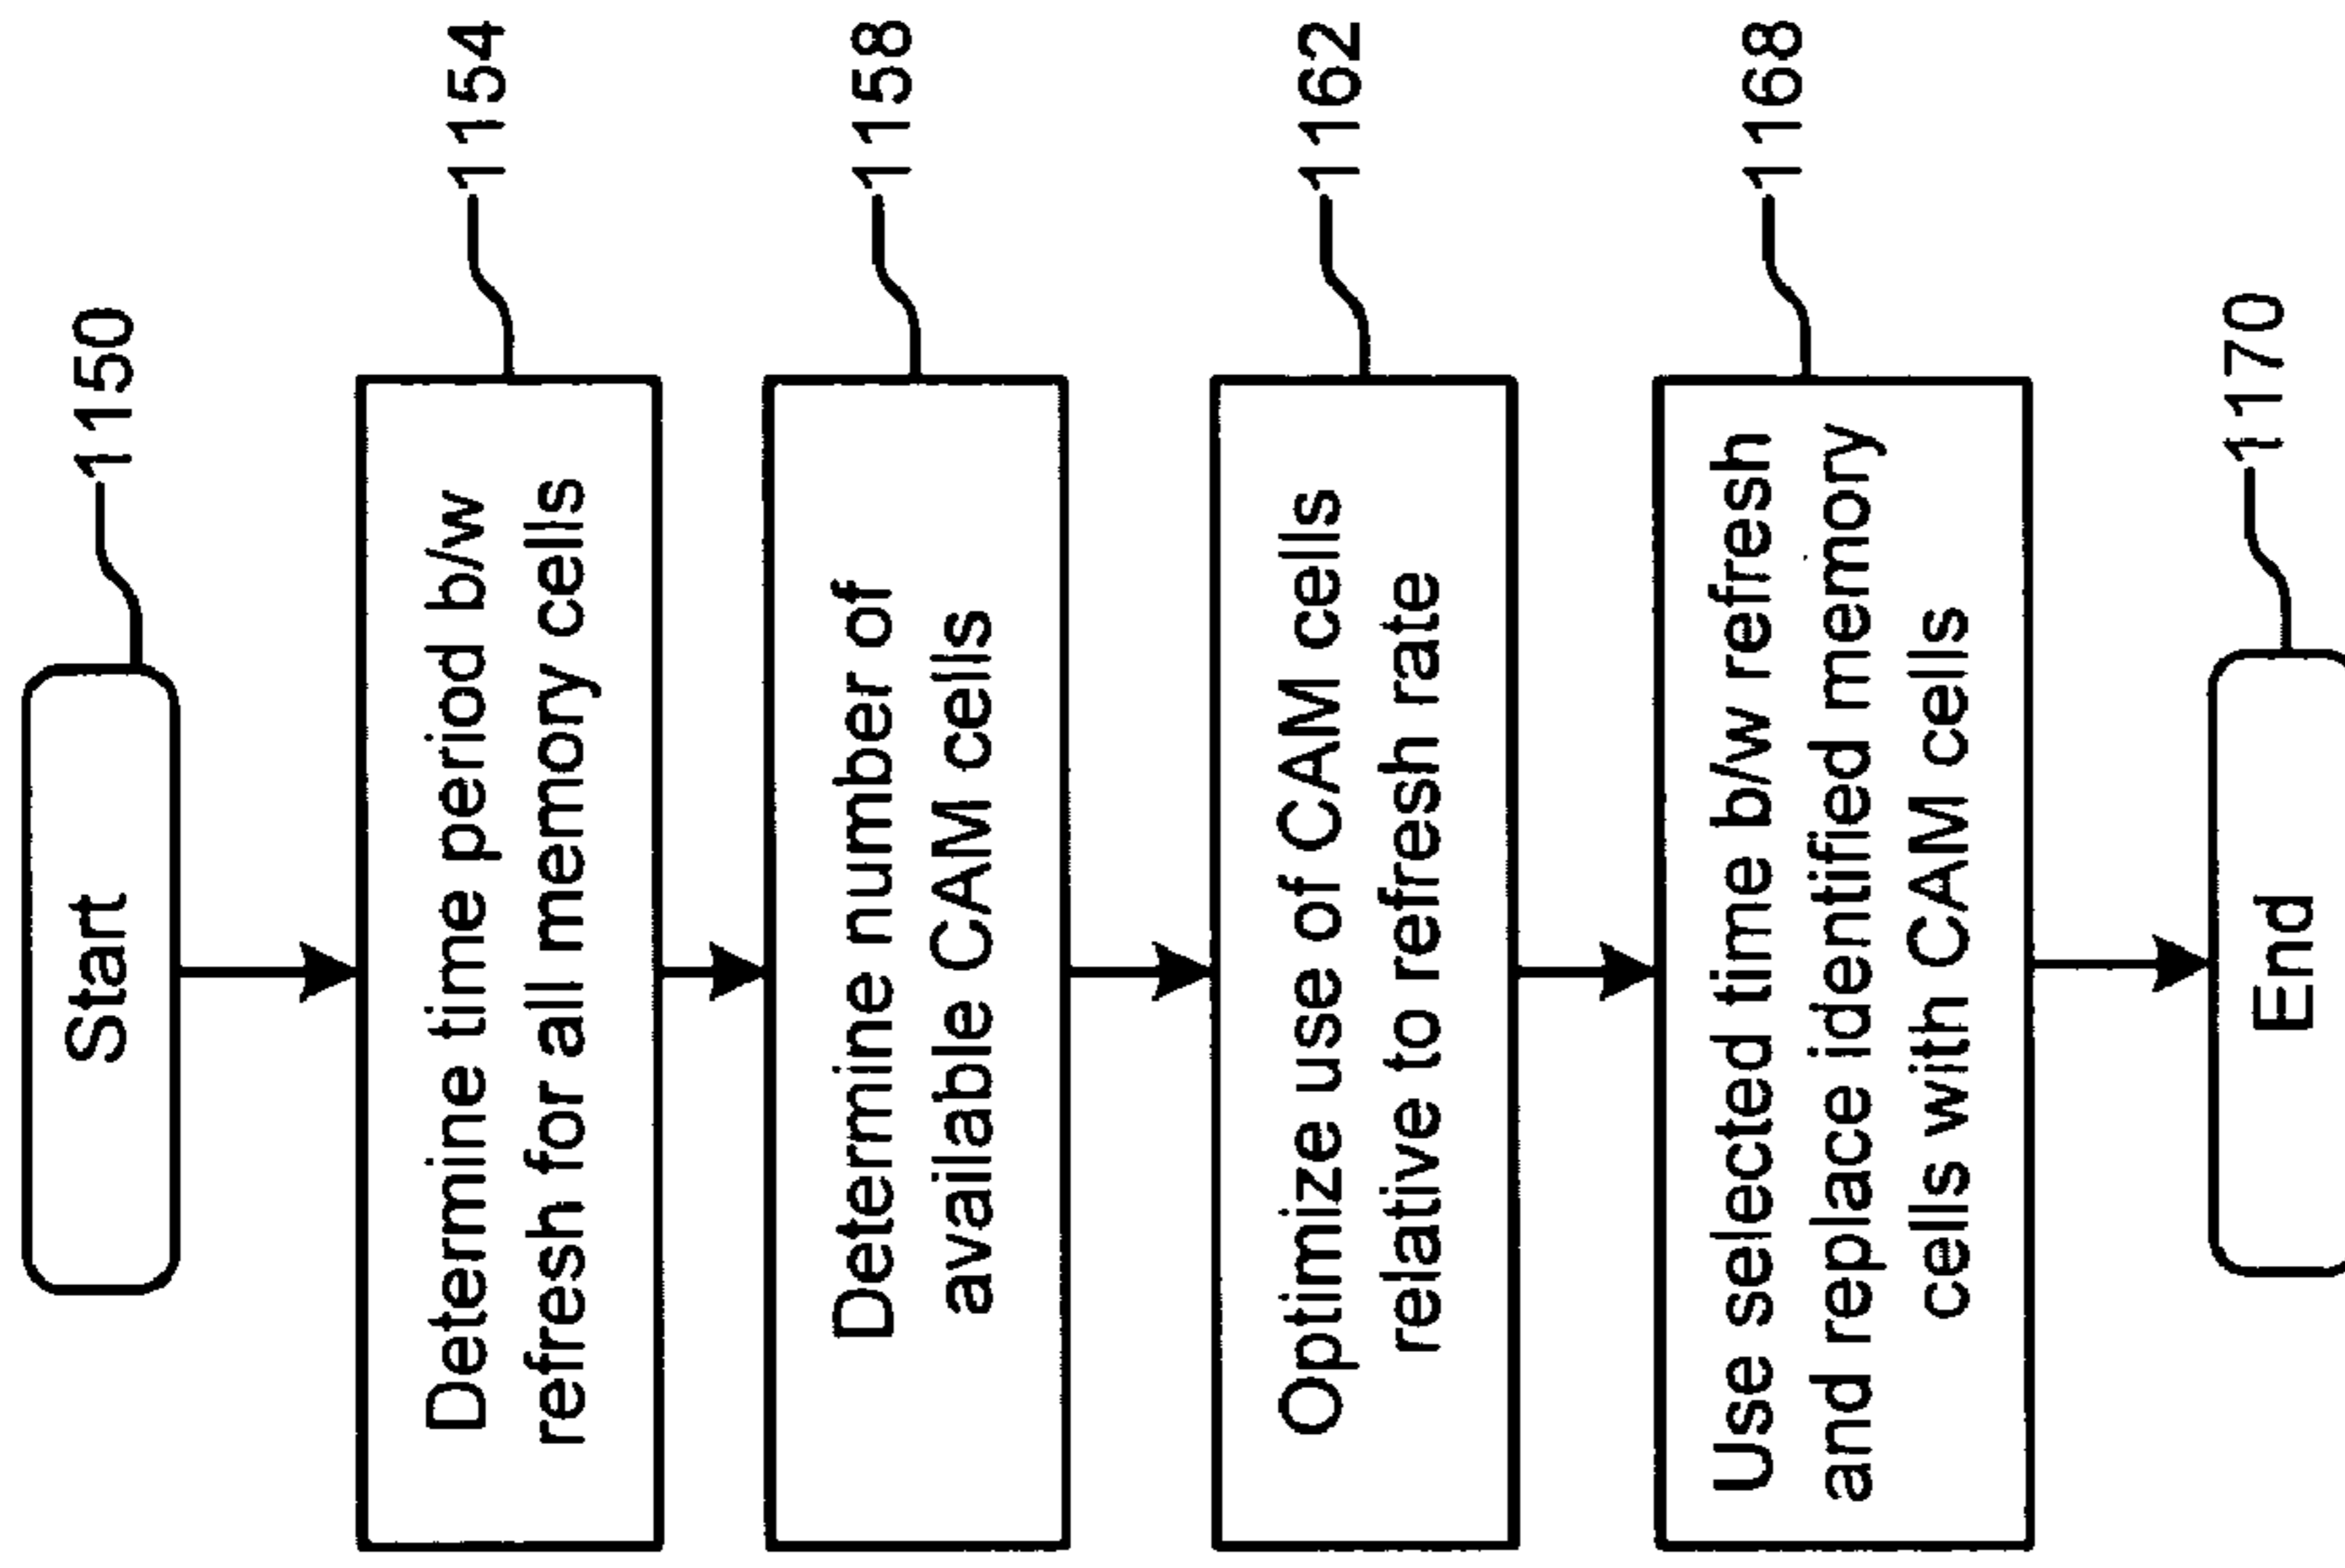 Start
1150
Determine time period b/w
refresh for all memory cells
1154
Determine number of
available CAM cells
1158
Optimize use of CAM cells
relative to refresh rate
1162
Use selected time b/w refresh
and replace identified memory
cells with CAM cells
1168
End
1170